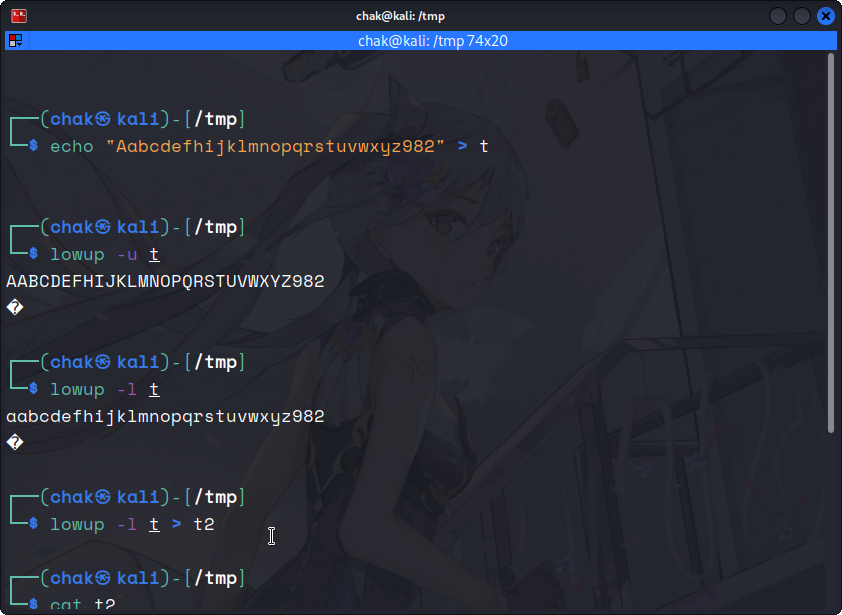 chak@kali: /tmp
chak@kali: /tmp 74x20
┌──(chak㉿kali)-[/tmp]
└─$ echo "Aabcdefhijklmnopqrstuvwxyz982" > t
┌──(chak㉿kali)-[/tmp]
└─$ lowup -u t
AABCDEFHIJKLMNOPQRSTUVWXYZ982
�
┌──(chak㉿kali)-[/tmp]
└─$ lowup -l t
aabcdefhijklmnopqrstuvwxyz982
�
┌──(chak㉿kali)-[/tmp]
└─$ lowup -l t > t2
┌──(chak㉿kali)-[/tmp]
└─$ cat t2